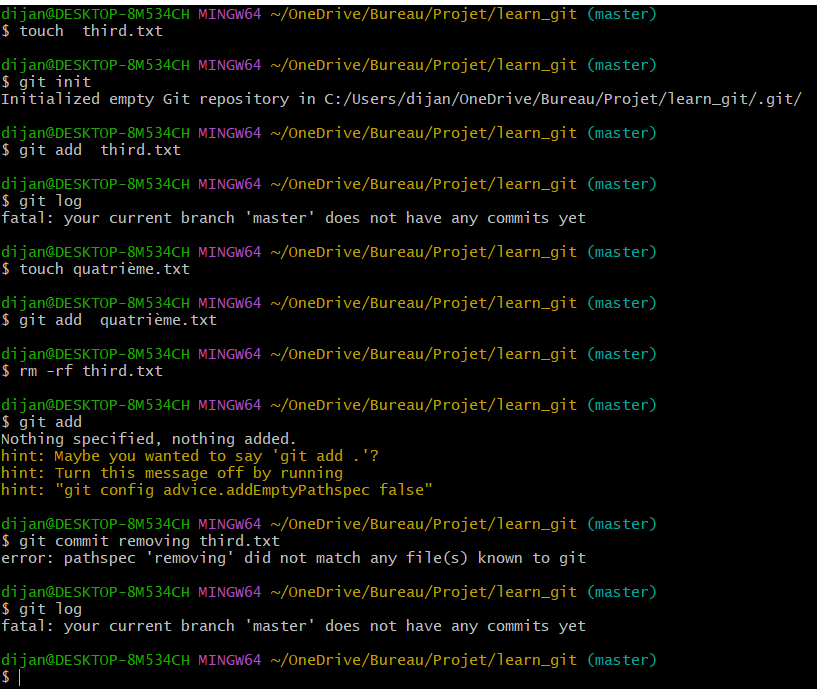 dijan@DESKTOP-8M534CH MINGW64 ~/OneDrive/Bureau/Projet/learn_git (master)
$ touch  third.txt
dijan@DESKTOP-8M534CH MINGW64 ~/OneDrive/Bureau/Projet/learn_git (master)
$ git init
Initialized empty Git repository in C:/Users/dijan/OneDrive/Bureau/Projet/learn_git/.git/
dijan@DESKTOP-8M534CH MINGW64 ~/OneDrive/Bureau/Projet/learn_git (master)
$ git add  third.txt
dijan@DESKTOP-8M534CH MINGW64 ~/OneDrive/Bureau/Projet/learn_git (master)
$ git log
fatal: your current branch 'master' does not have any commits yet
dijan@DESKTOP-8M534CH MINGW64 ~/OneDrive/Bureau/Projet/learn_git (master)
$ touch quatrième.txt
dijan@DESKTOP-8M534CH MINGW64 ~/OneDrive/Bureau/Projet/learn_git (master)
$ git add  quatrième.txt
dijan@DESKTOP-8M534CH MINGW64 ~/OneDrive/Bureau/Projet/learn_git (master)
$ rm -rf third.txt
dijan@DESKTOP-8M534CH MINGW64 ~/OneDrive/Bureau/Projet/learn_git (master)
$ git add
Nothing specified, nothing added.
hint: Maybe you wanted to say 'git add .'?
hint: Turn this message off by running
hint: "git config advice.addEmptyPathspec false"
dijan@DESKTOP-8M534CH MINGW64 ~/OneDrive/Bureau/Projet/learn_git (master)
$ git commit removing third.txt
error: pathspec 'removing' did not match any file(s) known to git
dijan@DESKTOP-8M534CH MINGW64 ~/OneDrive/Bureau/Projet/learn_git (master)
$ git log
fatal: your current branch 'master' does not have any commits yet
dijan@DESKTOP-8M534CH MINGW64 ~/OneDrive/Bureau/Projet/learn_git (master)
$